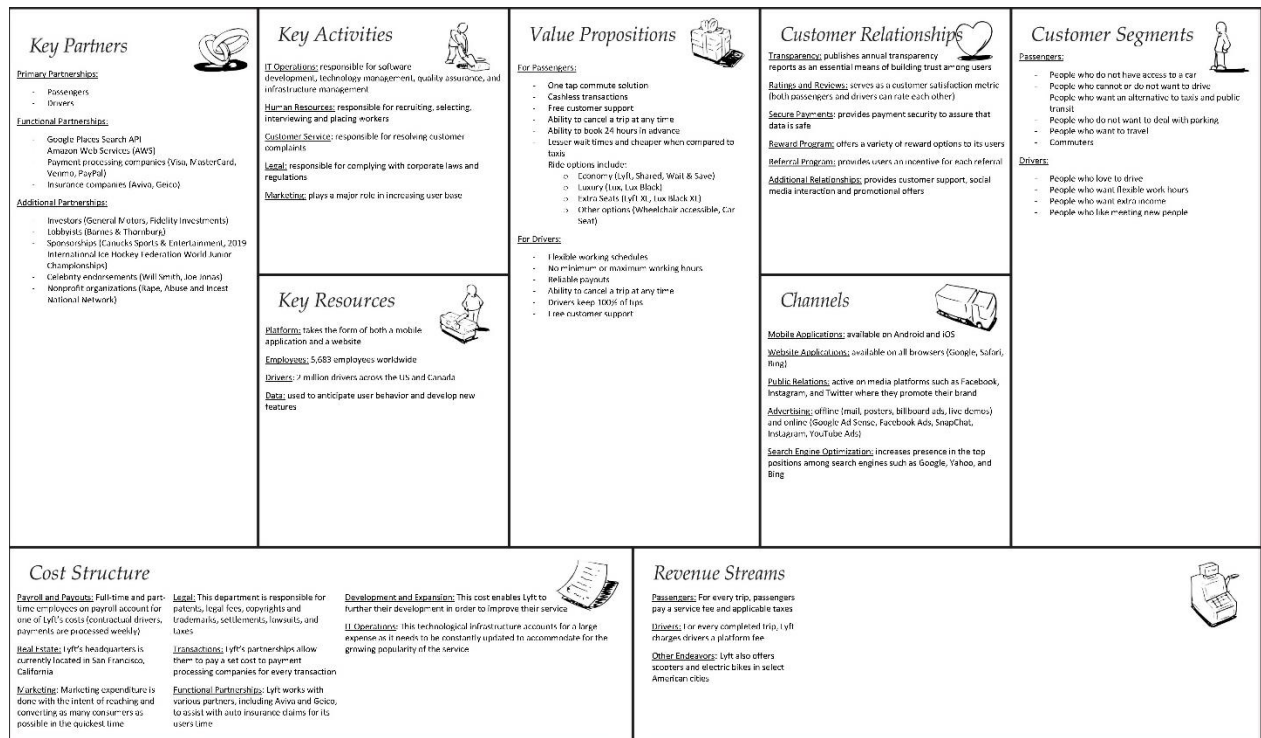 Key Partners
Primary Partnerships:
- Passengers
- Drivers
Functional Partnerships:
- Google Places Search API
Amazon Web Services (AWS)
Payment processing companies (Visa, MasterCard,
Venmo, PayPal)
- Insurance companies (Aviva, Geico)
Additional Partnerships:
- Investors (General Motors, Fidelity Investments)
- Lobbyists (Barnes & Thornburg)
- Sponsorships (Canucks Sports & Entertainment, 2019
International Ice Hockey Federation World Junior
Championships)
- Celebrity endorsements (Will Smith, Joe Jonas)
- Nonprofit organizations (Rape, Abuse and Incest
National Network)
Key Activities
IT Operations: responsible for software
development, technology management, quality assurance, and
infrastructure management
Human Resources: responsible for recruiting, selecting,
interviewing and placing workers
Customer Service: responsible for resolving customer
complaints
Legal: responsible for complying with corporate laws and
regulations
Marketing: plays a major role in increasing user base
Key Resources
Platform: takes the form of both a mobile
application and a website
Employees: 5,683 employees worldwide
Drivers: 2 million drivers across the US and Canada
Data: used to anticipate user behavior and develop new
features
Value Propositions
For Passengers:
- One tap commute solution
- Cashless transactions
- Free customer support
- Ability to cancel a trip at any time
- Ability to book 24 hours in advance
- Lesser wait times and cheaper when compared to
taxis
Ride options include:
o Economy (Lyft, Shared, Wait & Save)
o Luxury (Lux, Lux Black)
o Extra Seats (Lyft XL, Lux Black XL)
o Other options (Wheelchair accessible, Car
Seat)
For Drivers:
- Flexible working schedules
- No minimum or maximum working hours
- Reliable payouts
- Ability to cancel a trip at any time
- Drivers keep 100% of tips
- Free customer support
Customer Relationships
Transparency: publishes annual transparency
reports as an essential means of building trust among users
Ratings and Reviews: serves as a customer satisfaction metric
(both passengers and drivers can rate each other)
Secure Payments: provides payment security to assure that
data is safe
Reward Program: offers a variety of reward options to its users
Referral Program: provides users an incentive for each referral
Additional Relationships: provides customer support, social
media interaction and promotional offers
Channels
Mobile Applications: available on Android and iOS
Website Applications: available on all browsers (Google, Safari,
Bing)
Public Relations: active on media platforms such as Facebook,
Instagram, and Twitter where they promote their brand
Advertising: offline (mail, posters, billboard ads, live demos)
and online (Google Ad Sense, Facebook Ads, SnapChat,
Instagram, YouTube Ads)
Search Engine Optimization: increases presence in the top
positions among search engines such as Google, Yahoo, and
Bing
Customer Segments
Passengers:
- People who do not have access to a car
- People who cannot or do not want to drive
People who want an alternative to taxis and public
transit
- People who do not want to deal with parking
- People who want to travel
- Commuters
Drivers:
- People who love to drive
- People who want flexible work hours
- People who want extra income
- People who like meeting new people
Cost Structure
Payroll and Payouts: Full-time and part-
time employees on payroll account for
one of Lyft's costs (contractual drivers,
payments are processed weekly)
Real Estate: Lyft's headquarters is
currently located in San Francisco,
California
Marketing: Marketing expenditure is
done with the intent of reaching and
converting as many consumers as
possible in the quickest time
Legal: This department is responsible for
patents, legal fees, copyrights and
trademarks, settlements, lawsuits, and
taxes
Transactions: Lyft's partnerships allow
them to pay a set cost to payment
processing companies for every transaction
Functional Partnerships: Lyft works with
various partners, including Aviva and Geico,
to assist with auto insurance claims for its
users time
Development and Expansion: This cost enables Lyft to
further their development in order to improve their service
IT Operations: This technological infrastructure accounts for a large
expense as it needs to be constantly updated to accommodate for the
growing popularity of the service
Revenue Streams
Passengers: For every trip, passengers
pay a service fee and applicable taxes
Drivers: For every completed trip, Lyft
charges drivers a platform fee
Other Endeavors: Lyft also offers
scooters and electric bikes in select
American cities